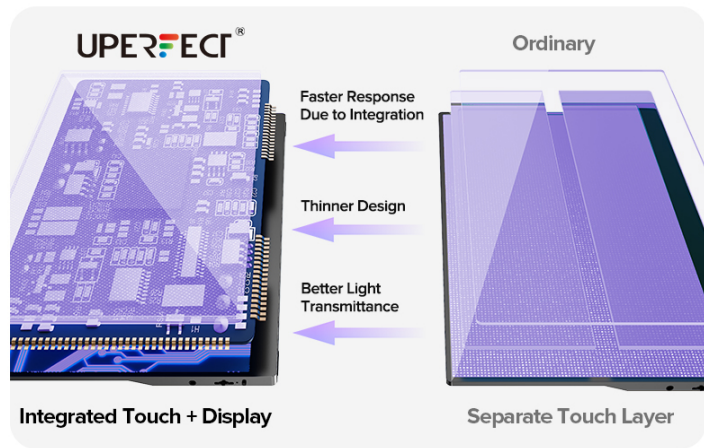 UPERFECT®
Ordinary
Faster Response
Due to Integration
Thinner Design
Better Light
Transmittance
Integrated Touch + Display
Separate Touch Layer